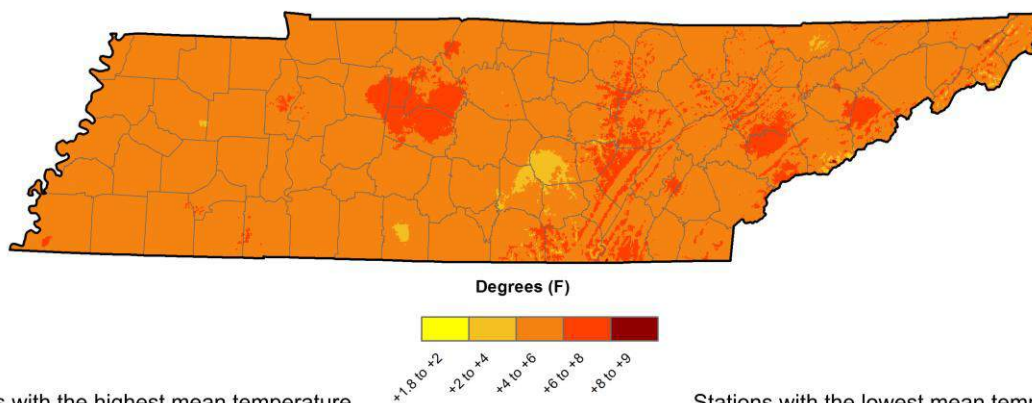 Degrees (F)
+1.8 to +2
+2 to +4
+4 to +6
+6 to +8
+8 to +9
with the highest mean temperature
Stations with the lowest mean